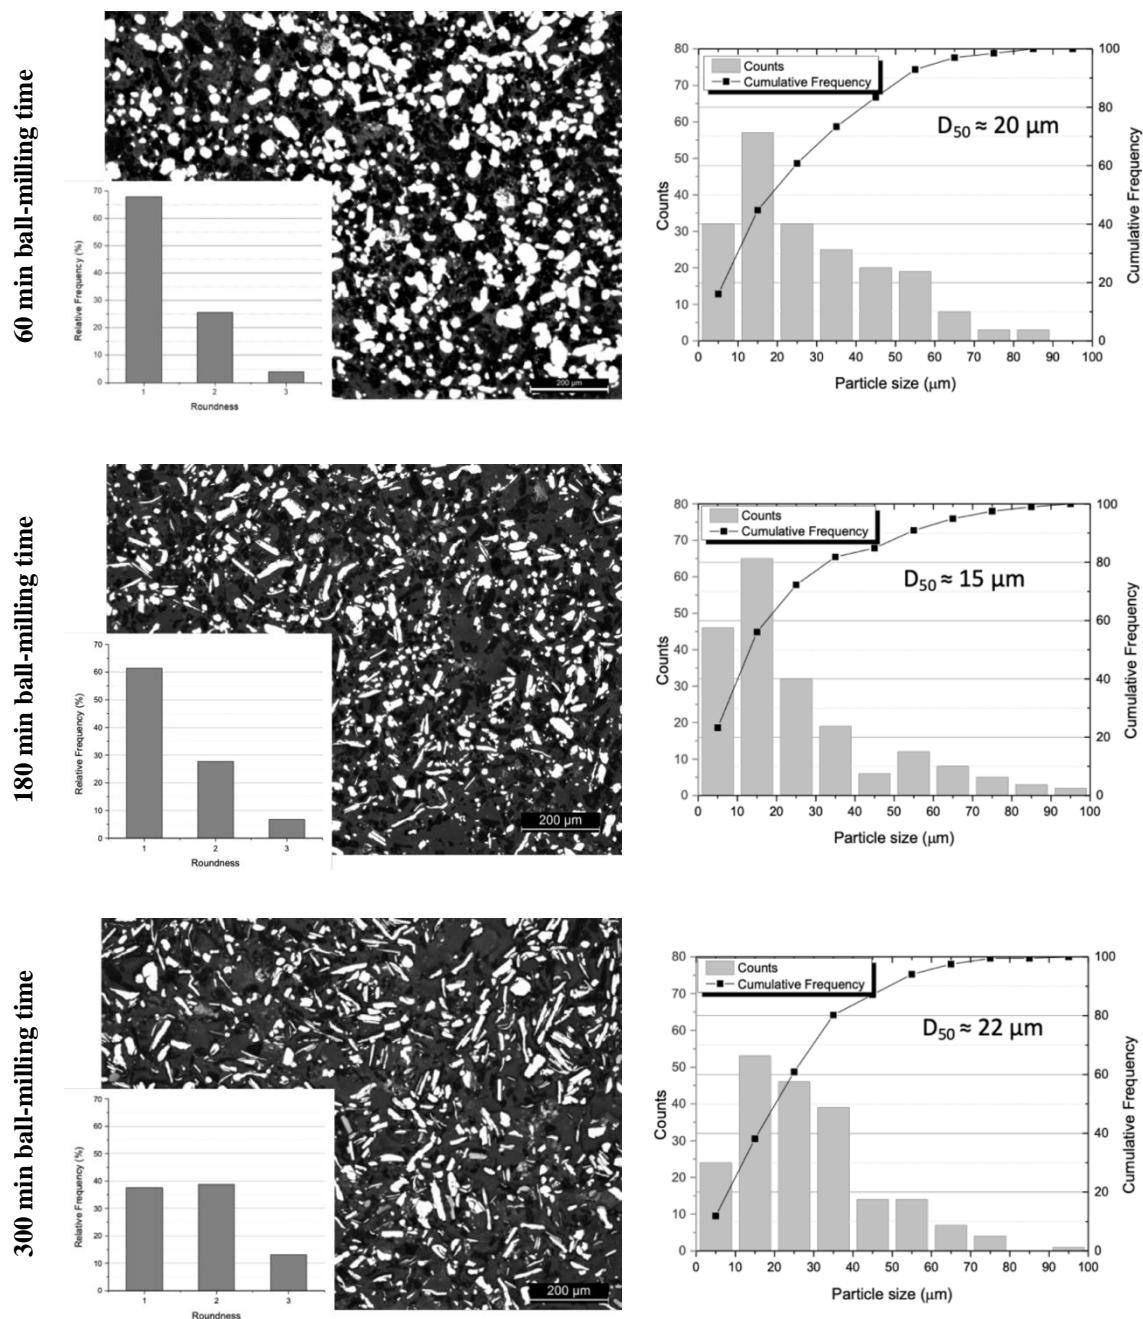 60 min ball-milling time
70
60
50
40
30
20
10
0
Relative Frequency (%)
1 2 3
Roundness
200 µm
80
70
60
50
40
30
20
10
0
Counts
Counts
Cumulative Frequency
D50 ≈ 20 µm
100
80
60
40
20
0
Cumulative Frequency
0 10 20 30 40 50 60 70 80 90 100
Particle size (µm)
180 min ball-milling time
70
60
50
40
30
20
10
0
Relative Frequency (%)
1 2 3
Roundness
200 µm
80
70
60
50
40
30
20
10
0
Counts
Counts
Cumulative Frequency
D50 ≈ 15 µm
100
80
60
40
20
0
Cumulative Frequency
0 10 20 30 40 50 60 70 80 90 100
Particle size (µm)
300 min ball-milling time
70
60
50
40
30
20
10
0
Relative Frequency (%)
1 2 3
Roundness
200 µm
80
70
60
50
40
30
20
10
0
Counts
Counts
Cumulative Frequency
D50 ≈ 22 µm
100
80
60
40
20
0
Cumulative Frequency
0 10 20 30 40 50 60 70 80 90 100
Particle size (µm)